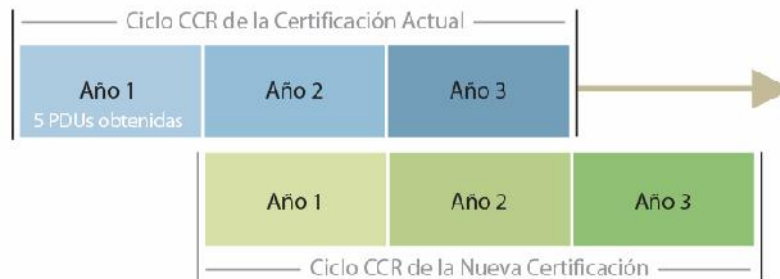 Ciclo CCR de la Certificación Actual
Año 1
Año 2
Año 3
5 PDUs obtenidas
Año 1
Año 2
Año 3
Ciclo CCR de la Nueva Certificación